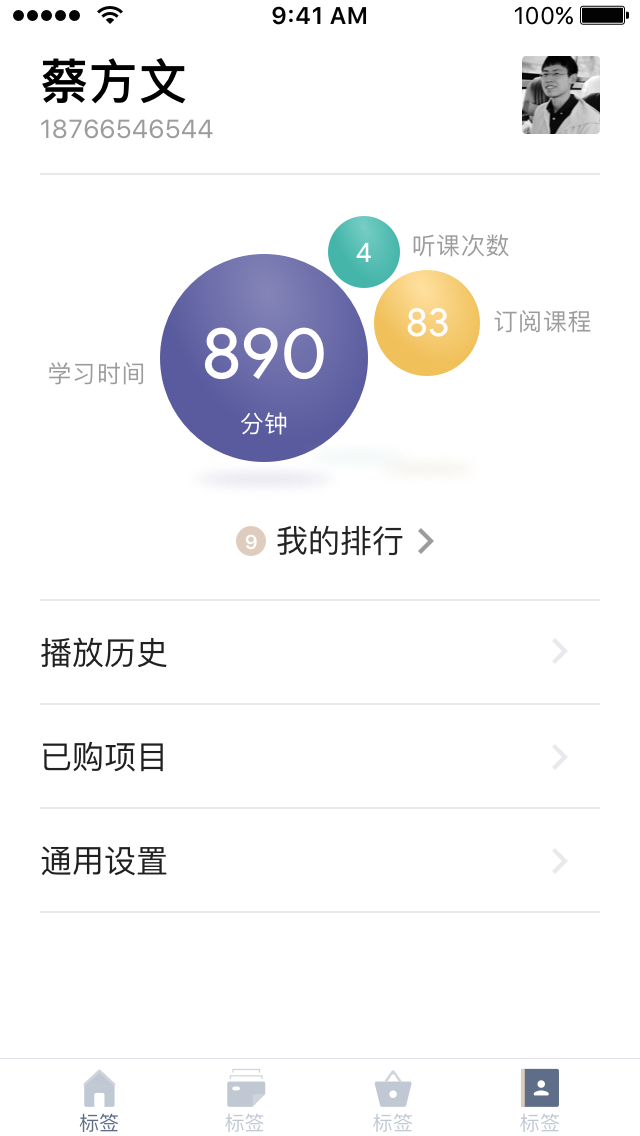 9:41 AM
100%
蔡方文
18766546544
4
听课次数
83
订阅课程
学习时间
890
分钟
9 我的排行
播放历史
已购项目
通用设置
标签 标签 标签 标签